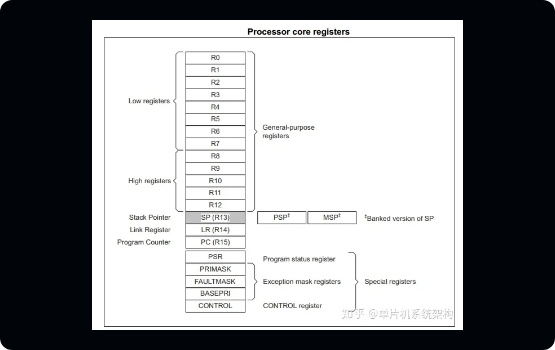 Processor core registers
R0
R1
R2
R3
Low registers
R4
R5
General-purpose
registers
R6
R7
R8
R9
High registers
R10
R11
R12
Stack Pointer SP (R13) PSP‡ MSP‡ ‡Banked version of SP
Link Register LR (R14)
Program Counter PC (R15)
PSR Program status register
PRIMASK
FAULTMASK Exception mask registers Special registers
BASEPRI
CONTROL CONTROL register
知乎 @单片机系统架构